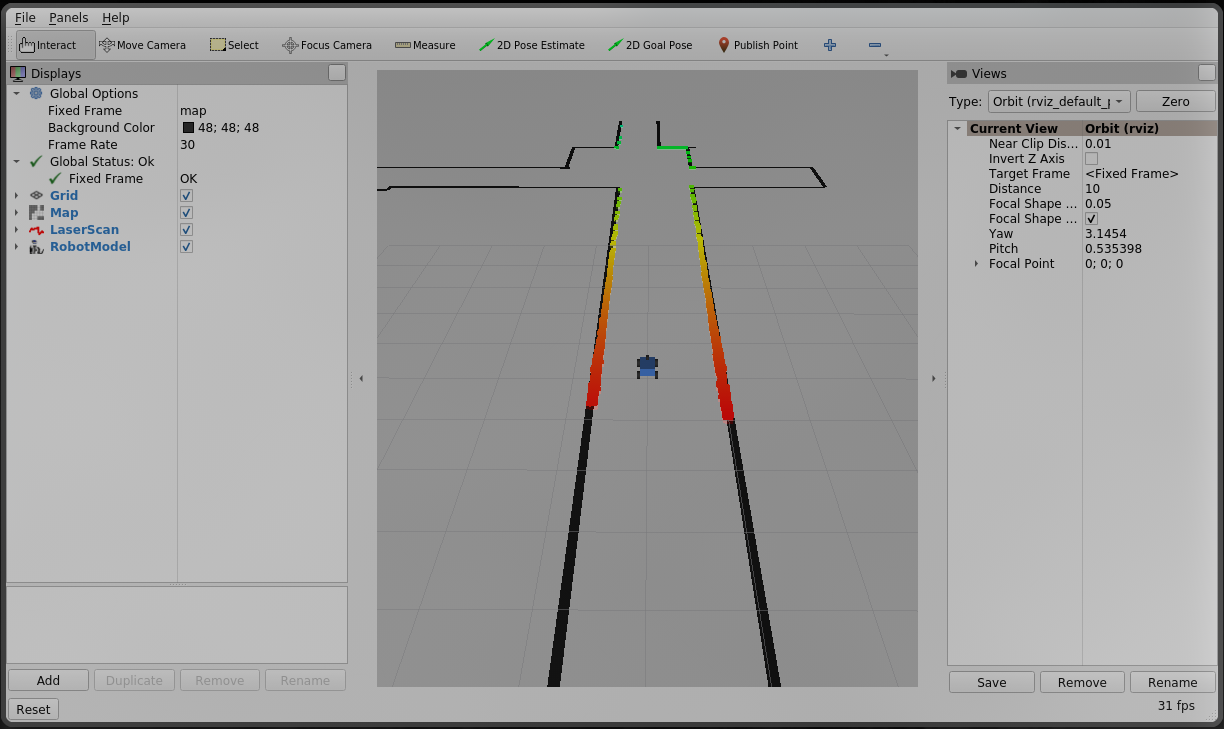 File Panels Help
Interact Move Camera Select Focus Camera Measure 2D Pose Estimate 2D Goal Pose Publish Point
Displays
Global Options
Fixed Frame map
Background Color 48; 48; 48
Frame Rate 30
Global Status: Ok
Fixed Frame OK
Grid
Map
LaserScan
RobotModel
Add Duplicate Remove Rename
Reset
Views
Type: Orbit (rviz_default_p Zero
Current View Orbit (rviz)
Near Clip Dis... 0.01
Invert Z Axis
Target Frame <Fixed Frame>
Distance 10
Focal Shape ... 0.05
Focal Shape ...
Yaw 3.1454
Pitch 0.535398
Focal Point 0; 0; 0
Save Remove Rename
31 fps